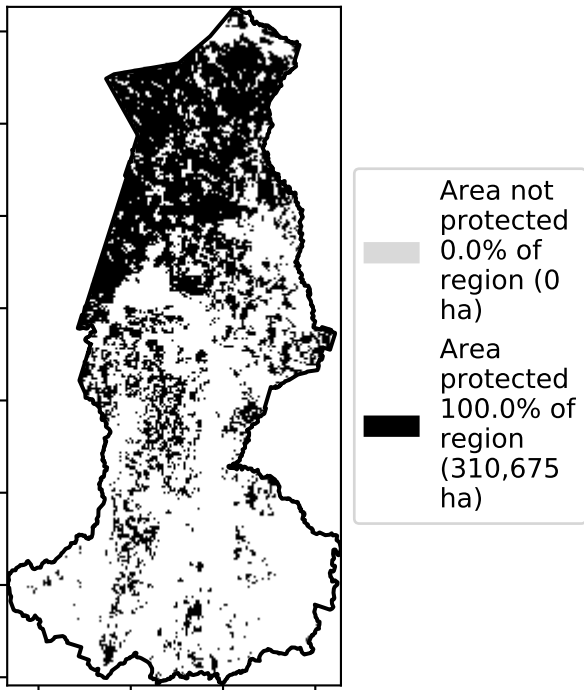 Area not
protected
0.0% of
region (0
ha)
Area
protected
100.0% of
region
(310,675
ha)